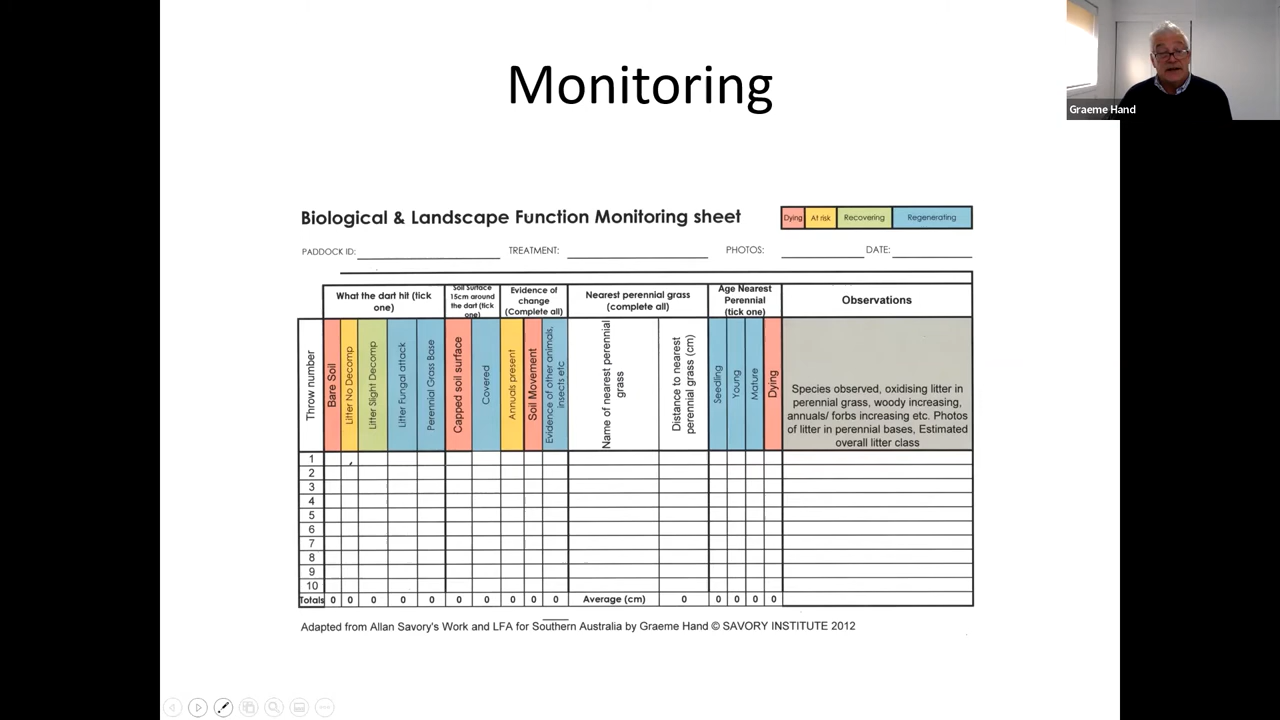 Monitoring
Graeme Hand
Biological & Landscape Function Monitoring sheet
Dying
At risk
Recovering
Regenerating
PADDOCK ID:
TREATMENT:
PHOTOS:
DATE:
What the dart hit (tick
one)
Soil Surface
15cm around
the dart (tick
one)
Evidence of
change
(Complete all)
Nearest perennial grass
(complete all)
Age Nearest
Perennial
(tick one)
Observations
Throw number
Bare Soil
Litter No Decomp
Litter Slight Decomp
Litter Fungal attack
Perennial Grass Base
Capped soil surface
Covered
Annuals present
Soil Movement
Evidence of other animals,
insects etc
Name of nearest perennial
grass
Distance to nearest
perennial grass (cm)
Seedling
Young
Mature
Dying
Species observed, oxidising litter in
perennial grass, woody increasing,
annuals/ forbs increasing etc. Photos
of litter in perennial bases, Estimated
overall litter class
1
2
3
4
5
6
7
8
9
10
Totals 0 0 0 0 0 0 0 0 0 0 Average (cm) 0 0 0 0 0
Adapted from Allan Savory's Work and LFA for Southern Australia by Graeme Hand © SAVORY INSTITUTE 2012